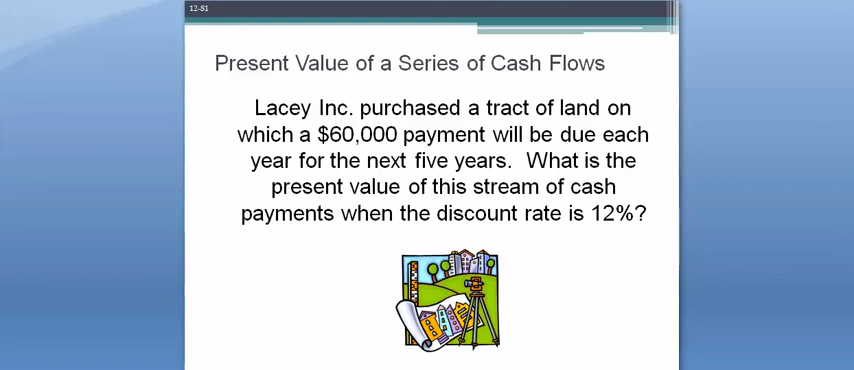 12-81
Present Value of a Series of Cash Flows
Lacey Inc. purchased a tract of land on
which a $60,000 payment will be due each
year for the next five years.  What is the
present value of this stream of cash
payments when the discount rate is 12%?